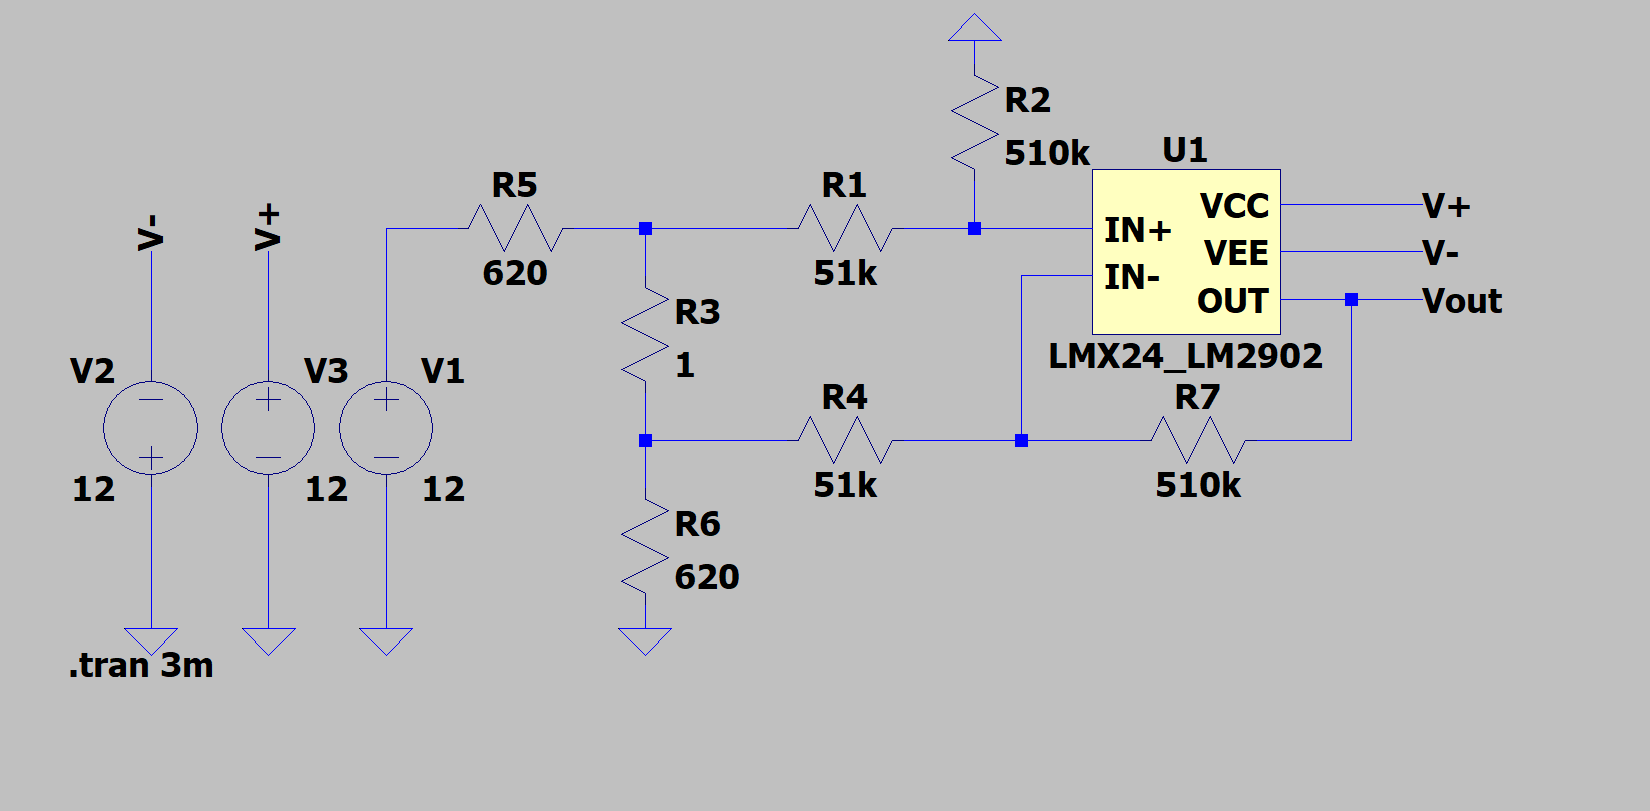 R2
510k
U1
R5
R1
V-
V+
VCC
V+
IN+
VEE
V-
620
51k
IN-
OUT
Vout
R3
1
LMX24_LM2902
V2
V3
V1
R4
R7
12
12
12
51k
510k
R6
620
.tran 3m